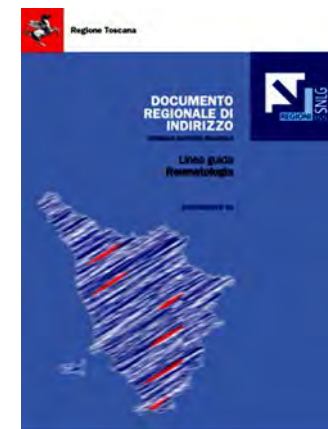 Regione Toscana
DOCUMENTO
REGIONALE DI
INDIRIZZO
REGIONI
SNLG
Linea guida
Reumatologia